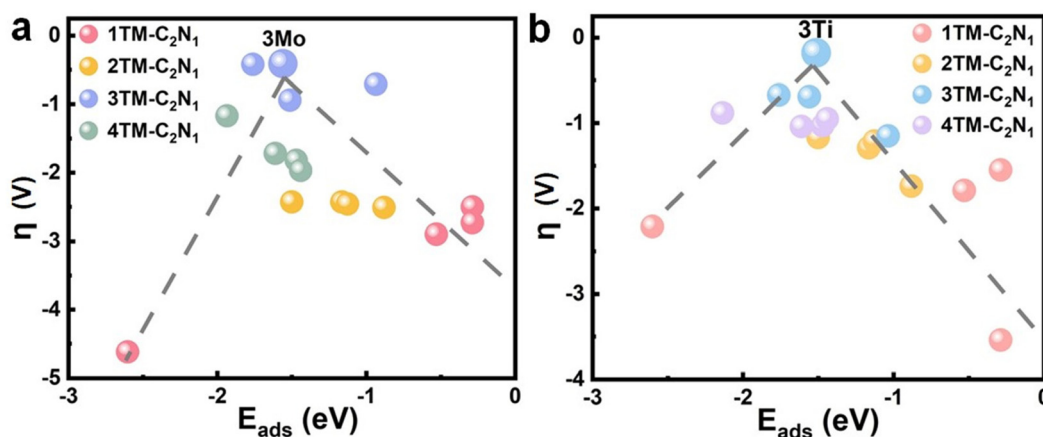 a
0
-1
-2
-3
-4
-5
η (V)
3Mo
1TM-C₂N₁
2TM-C₂N₁
3TM-C₂N₁
4TM-C₂N₁
-3
-2
-1
0
E_ads (eV)
b
0
-1
-2
-3
-4
η (V)
3Ti
1TM-C₂N₁
2TM-C₂N₁
3TM-C₂N₁
4TM-C₂N₁
-3
-2
-1
0
E_ads (eV)